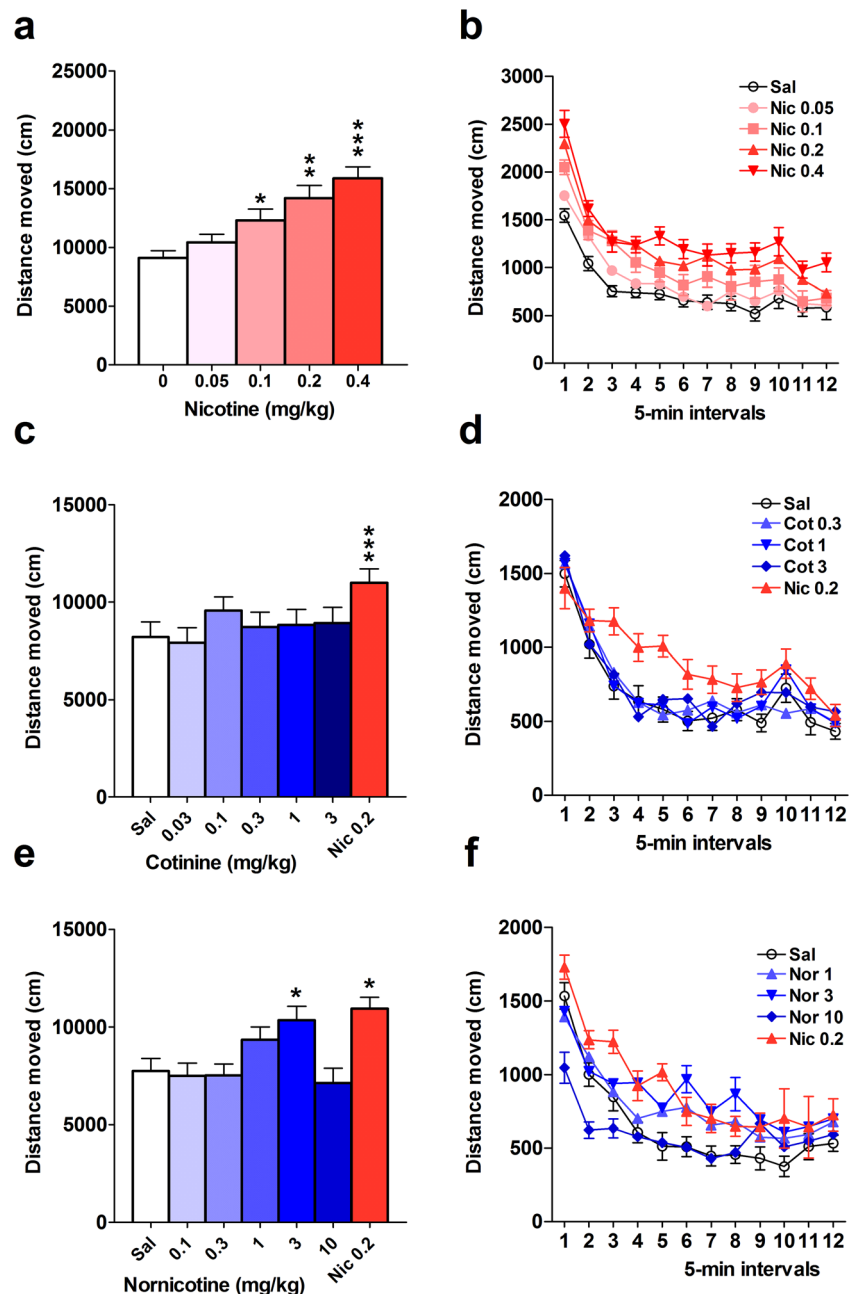 a
25000
20000
15000
10000
5000
0
Distance moved (cm)
*
**
***
0 0.05 0.1 0.2 0.4
Nicotine (mg/kg)
b
3000
2500
2000
1500
1000
500
0
Distance moved (cm)
Sal
Nic 0.05
Nic 0.1
Nic 0.2
Nic 0.4
1 2 3 4 5 6 7 8 9 10 11 12
5-min intervals
c
15000
10000
5000
0
Distance moved (cm)
***
Sal 0.03 0.1 0.3 1 3 Nic 0.2
Cotinine (mg/kg)
d
2000
1500
1000
500
0
Distance moved (cm)
Sal
Cot 0.3
Cot 1
Cot 3
Nic 0.2
1 2 3 4 5 6 7 8 9 10 11 12
5-min intervals
e
15000
10000
5000
0
Distance moved (cm)
*
*
Sal 0.1 0.3 1 3 10 Nic 0.2
Nornicotine (mg/kg)
f
2000
1500
1000
500
0
Distance moved (cm)
Sal
Nor 1
Nor 3
Nor 10
Nic 0.2
1 2 3 4 5 6 7 8 9 10 11 12
5-min intervals